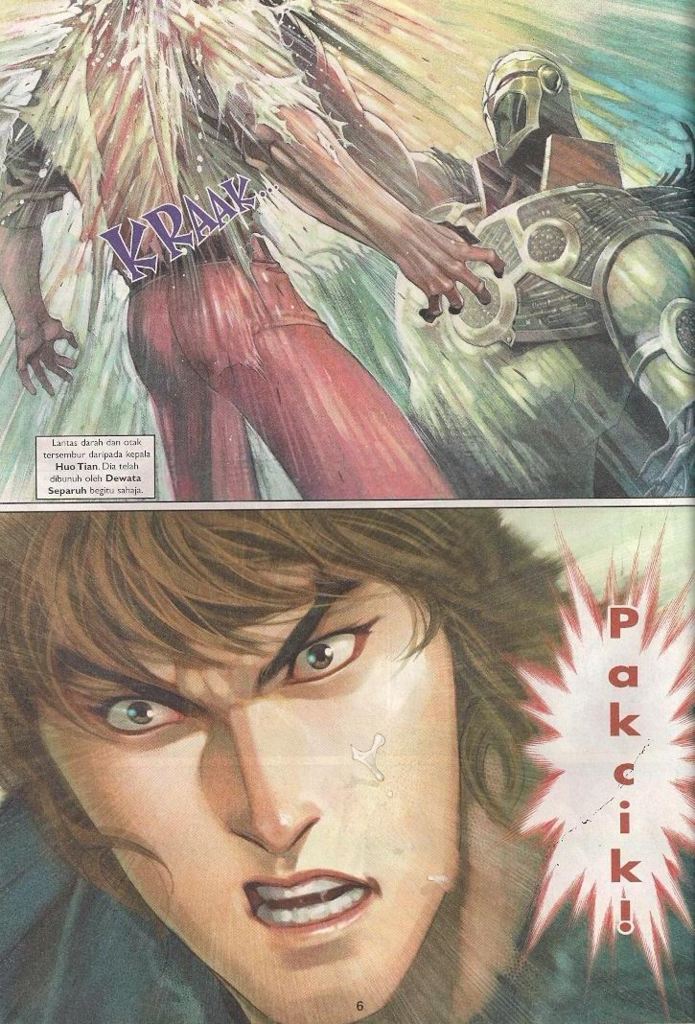 KRAAK...
Lantas darah dan otak
tersembur daripada kepala
Huo Tian. Dia telah
dibunuh oleh Dewata
Separuh begitu sahaja.
Pakcik!
6